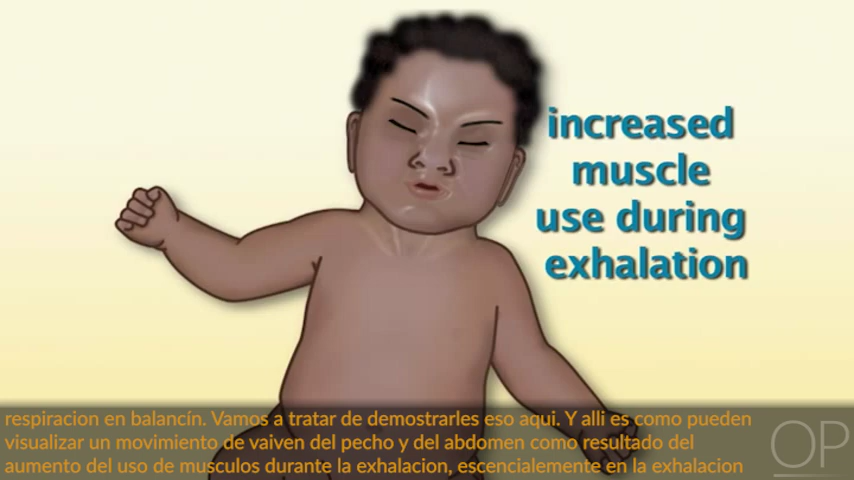 increased
muscle
use during
exhalation
respiracion en balancín. Vamos a tratar de demostrarles eso aqui. Y alli es como pueden
visualizar un movimiento de vaiven del pecho y del abdomen como resultado del
aumento del uso de musculos durante la exhalacion, escencialemente en la exhalacion
OP